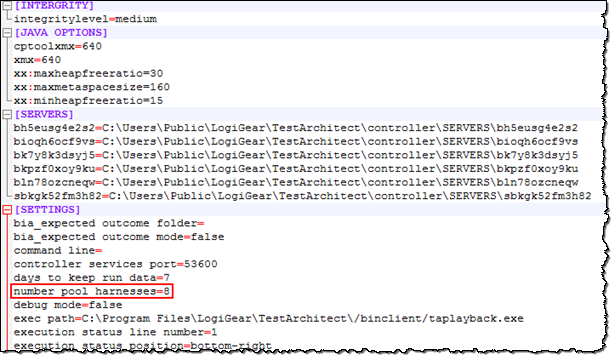 [INTERGRITY]
integritylevel=medium
[JAVA OPTIONS]
cptoolxmx=640
xmx=640
xx:maxheapfreeratio=30
xx:maxmetaspacesize=160
xx:minheapfreeratio=15
[SERVERS]
bh5eusg4e2s2=C:\Users\Public\LogiGear\TestArchitect\controller\SERVERS\bh5eusg4e2s2
bioqh6ocf9vs=C:\Users\Public\LogiGear\TestArchitect\controller\SERVERS\bioqh6ocf9vs
bk7y8k3dsyj5=C:\Users\Public\LogiGear\TestArchitect\controller\SERVERS\bk7y8k3dsyj5
bkpzf0xoy9ku=C:\Users\Public\LogiGear\TestArchitect\controller\SERVERS\bkpzf0xoy9ku
bln78ozcneqw=C:\Users\Public\LogiGear\TestArchitect\controller\SERVERS\bln78ozcneqw
sbkgk52fm3h82=C:\Users\Public\LogiGear\TestArchitect\controller\SERVERS\sbkgk52fm3h82
[SETTINGS]
bia_expected outcome folder=
bia_expected outcome mode=false
command line=
controller services port=53600
days to keep run data=7
number pool harnesses=8
debug mode=false
exec path=C:\Program Files\LogiGear\TestArchitect\/binclient/taplayback.exe
execution status line number=1
execution status position=bottom-right